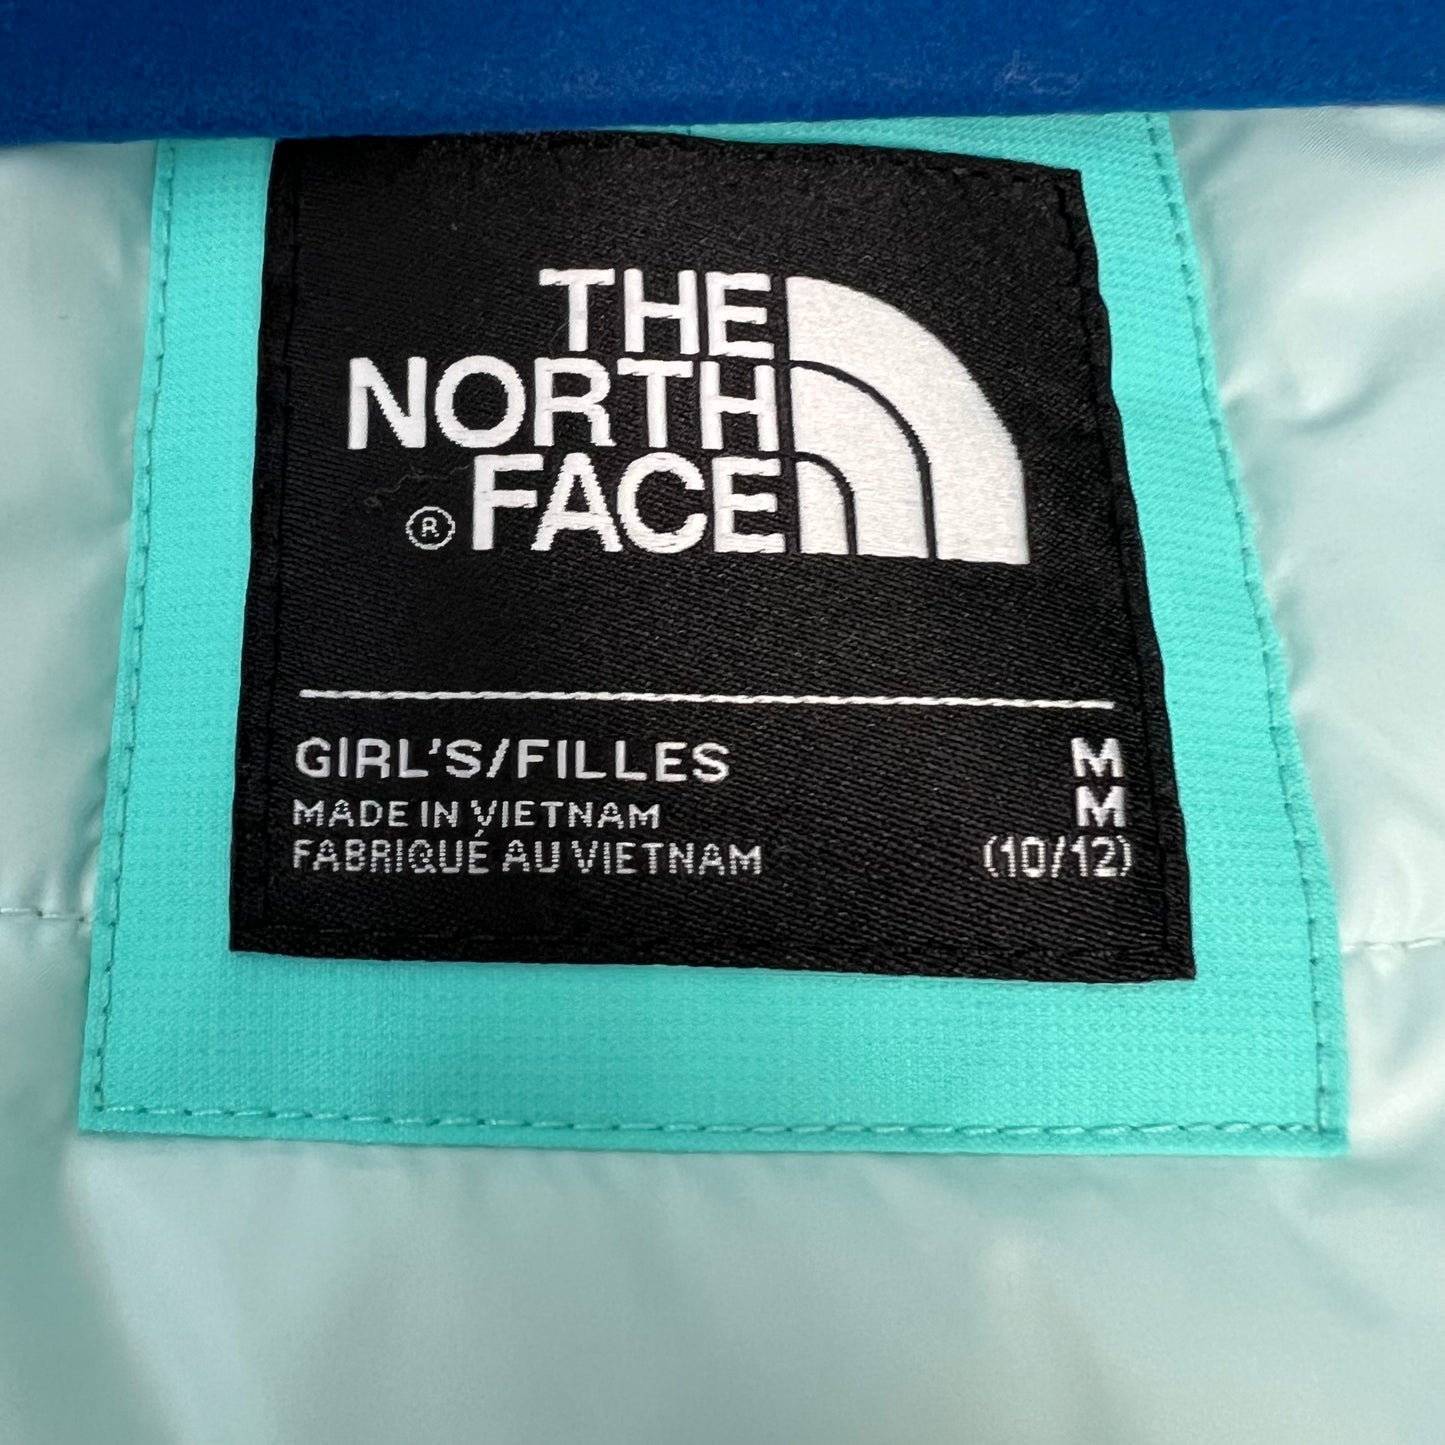 THE
NORTH
® FACE
GIRL'S/FILLES M
MADE IN VIETNAM M
FABRIQUÉ AU VIETNAM (10/12)